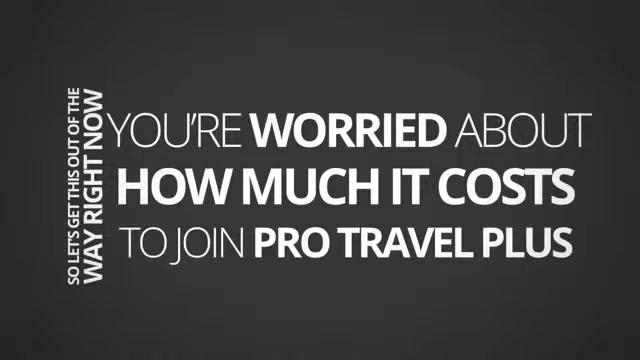 SO LET'S GET THIS OUT OF THE
WAY RIGHT NOW
YOU'RE WORRIED ABOUT
HOW MUCH IT COSTS
TO JOIN PRO TRAVEL PLUS